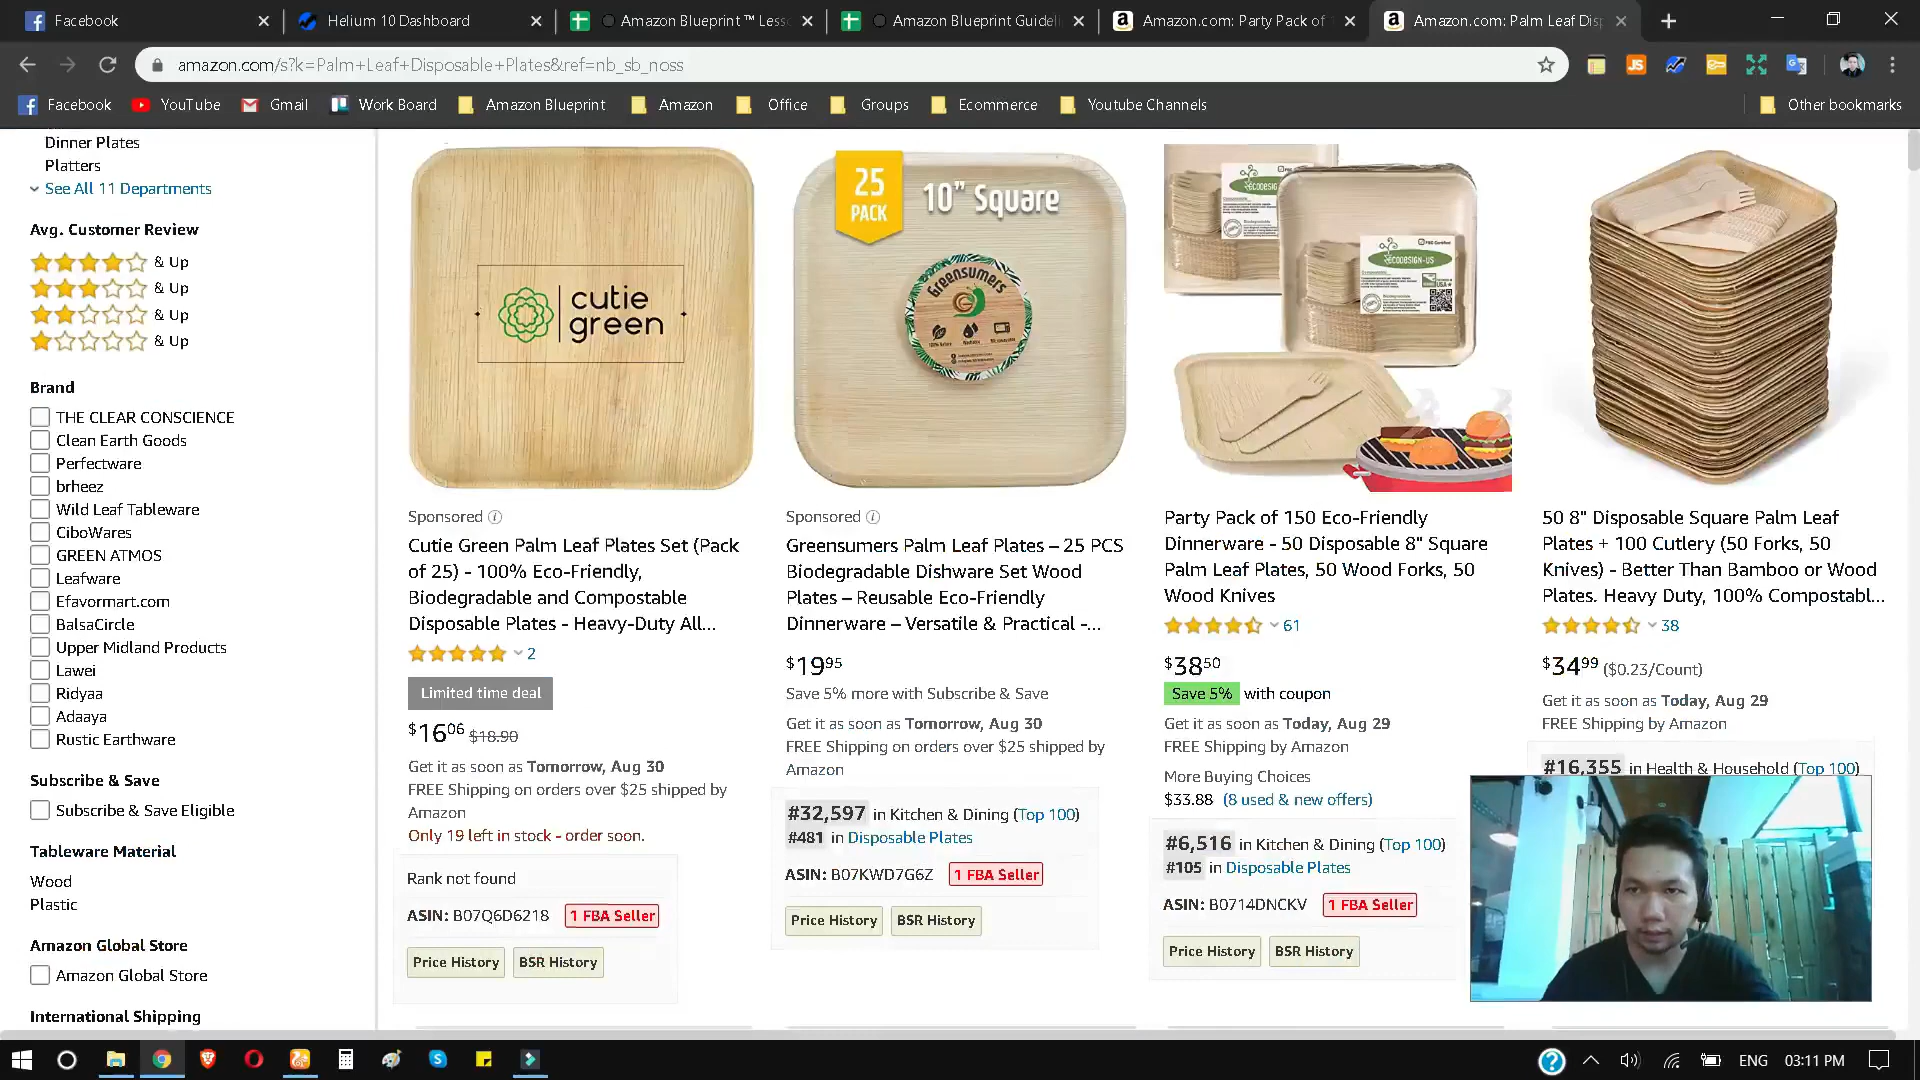 Facebook
Helium 10 Dashboard
Amazon Blueprint ™ Less
Amazon Blueprint Guideli
Amazon.com: Party Pack of
Amazon.com: Palm Leaf Disp
amazon.com/s?k=Palm+Leaf+Disposable+Plates&ref=nb_sb_noss
Facebook
YouTube
Gmail
Work Board
Amazon Blueprint
Amazon
Office
Groups
Ecommerce
Youtube Channels
Other bookmarks
Dinner Plates
Platters
See All 11 Departments
Avg. Customer Review
& Up
& Up
& Up
& Up
Brand
THE CLEAR CONSCIENCE
Clean Earth Goods
Perfectware
brheez
Wild Leaf Tableware
CiboWares
GREEN ATMOS
Leafware
Efavormart.com
BalsaCircle
Upper Midland Products
Lawei
Ridyaa
Adaaya
Rustic Earthware
Subscribe & Save
Subscribe & Save Eligible
Tableware Material
Wood
Plastic
Amazon Global Store
Amazon Global Store
International Shipping
cutie
green
Sponsored
Cutie Green Palm Leaf Plates Set (Pack
of 25) - 100% Eco-Friendly,
Biodegradable and Compostable
Disposable Plates - Heavy-Duty All...
2
Limited time deal
$16 06 $18.90
Get it as soon as Tomorrow, Aug 30
FREE Shipping on orders over $25 shipped by
Amazon
Only 19 left in stock - order soon.
Rank not found
ASIN: B07Q6D6218 1 FBA Seller
Price History BSR History
25
PACK
10" Square
Greensumers
Sponsored
Greensumers Palm Leaf Plates – 25 PCS
Biodegradable Dishware Set Wood
Plates – Reusable Eco-Friendly
Dinnerware – Versatile & Practical -...
$19 95
Save 5% more with Subscribe & Save
Get it as soon as Tomorrow, Aug 30
FREE Shipping on orders over $25 shipped by
Amazon
#32,597 in Kitchen & Dining (Top 100)
#481 in Disposable Plates
ASIN: B07KWD7G6Z 1 FBA Seller
Price History BSR History
ECODESIGN-US
Party Pack of 150 Eco-Friendly
Dinnerware - 50 Disposable 8" Square
Palm Leaf Plates, 50 Wood Forks, 50
Wood Knives
61
$38 50
Save 5% with coupon
Get it as soon as Today, Aug 29
FREE Shipping by Amazon
More Buying Choices
$33.88 (8 used & new offers)
#6,516 in Kitchen & Dining (Top 100)
#105 in Disposable Plates
ASIN: B0714DNCKV 1 FBA Seller
Price History BSR History
50 8" Disposable Square Palm Leaf
Plates + 100 Cutlery (50 Forks, 50
Knives) - Better Than Bamboo or Wood
Plates. Heavy Duty, 100% Compostabl...
38
$34 99 ($0.23/Count)
Get it as soon as Today, Aug 29
FREE Shipping by Amazon
#16,355 in Health & Household (Top 100)
ENG
03:11 PM